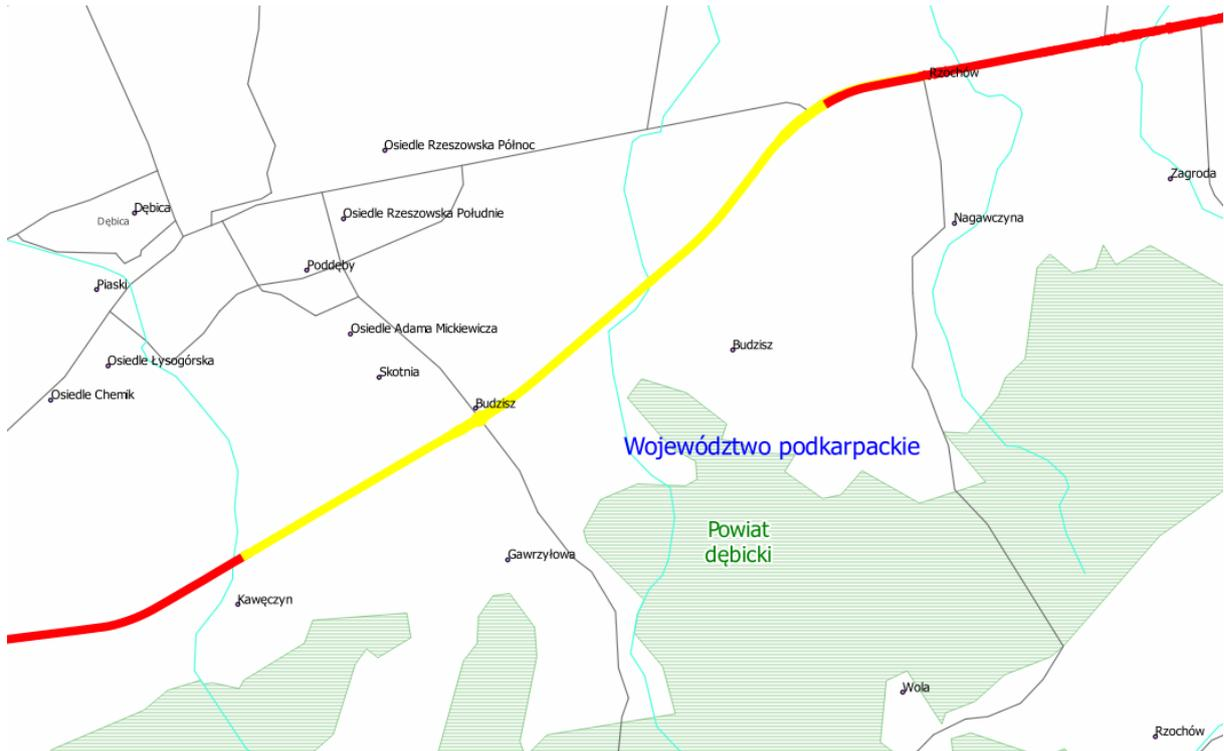 Rzochów
Osiedle Rzeszowska Północ
Zagroda
Dębica
Dębica
Osiedle Rzeszowska Południe
Nagawczyna
Poddęby
Piaski
Osiedle Adama Mickiewicza
Budzisz
Osiedle Łysogórska
Skotnia
Osiedle Chemik
Budzisz
Województwo podkarpackie
Powiat
dębicki
Gawrzyłowa
Kawęczyn
Wola
Rzochów